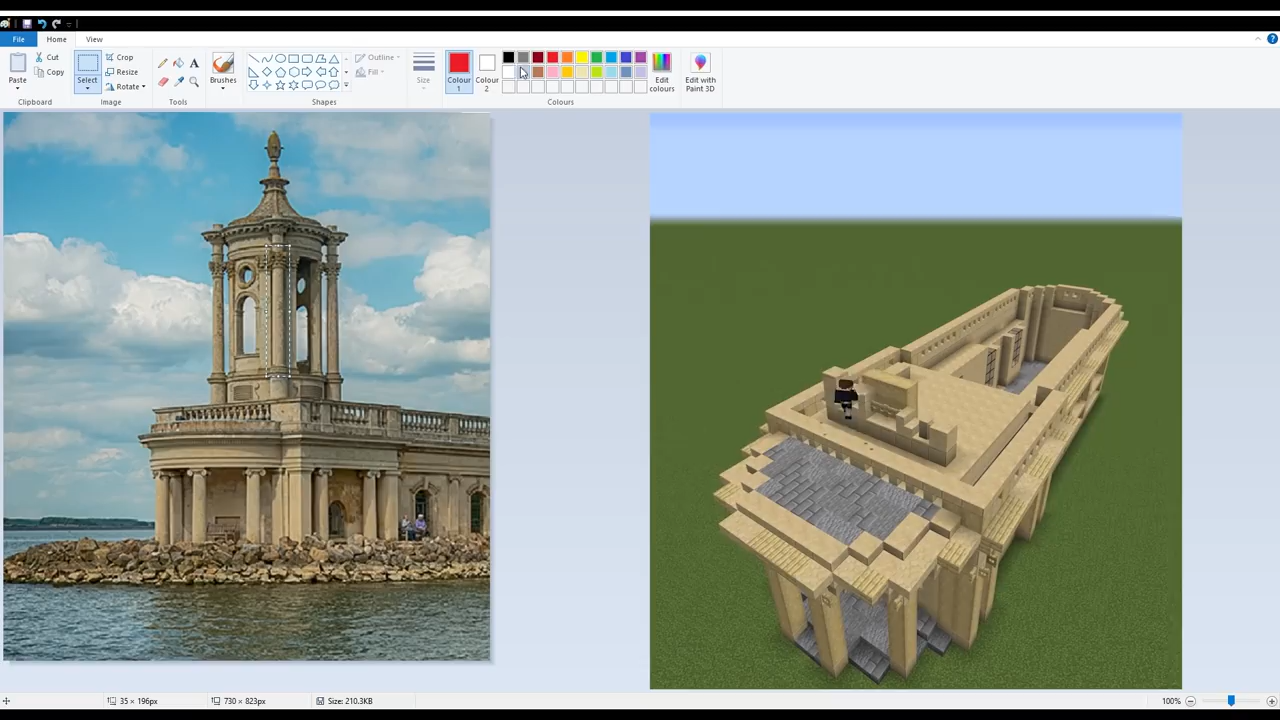 File Home View
Cut
Copy
Paste
Clipboard
Select
Crop
Resize
Rotate
Image
A
Tools
Brushes
Outline
Fill
Shapes
Size
Colour
1
Colour
2
Colours
Edit
colours
Edit with
Paint 3D
35 × 196px
730 × 823px
Size: 210.3KB
100%